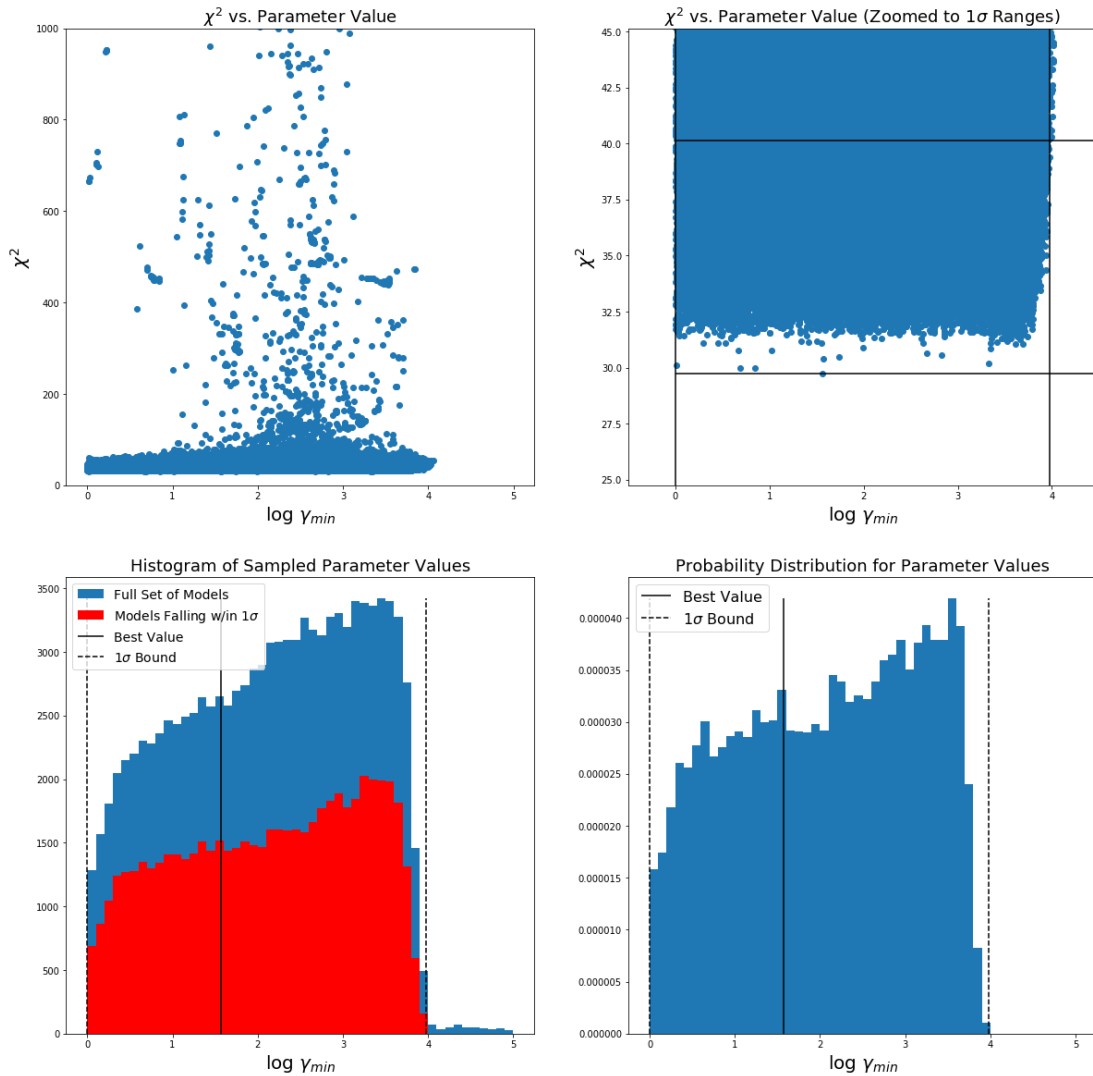 χ² vs. Parameter Value
1000
800
600
400
200
0
χ²
0 1 2 3 4 5
log γmin
χ² vs. Parameter Value (Zoomed to 1σ Ranges)
45.0
42.5
40.0
37.5
35.0
32.5
30.0
27.5
25.0
χ²
0 1 2 3 4
log γmin
Histogram of Sampled Parameter Values
Full Set of Models
Models Falling w/in 1σ
Best Value
1σ Bound
3500
3000
2500
2000
1500
1000
500
0
0 1 2 3 4 5
log γmin
Probability Distribution for Parameter Values
Best Value
1σ Bound
0.000040
0.000035
0.000030
0.000025
0.000020
0.000015
0.000010
0.000005
0.000000
0 1 2 3 4 5
log γmin